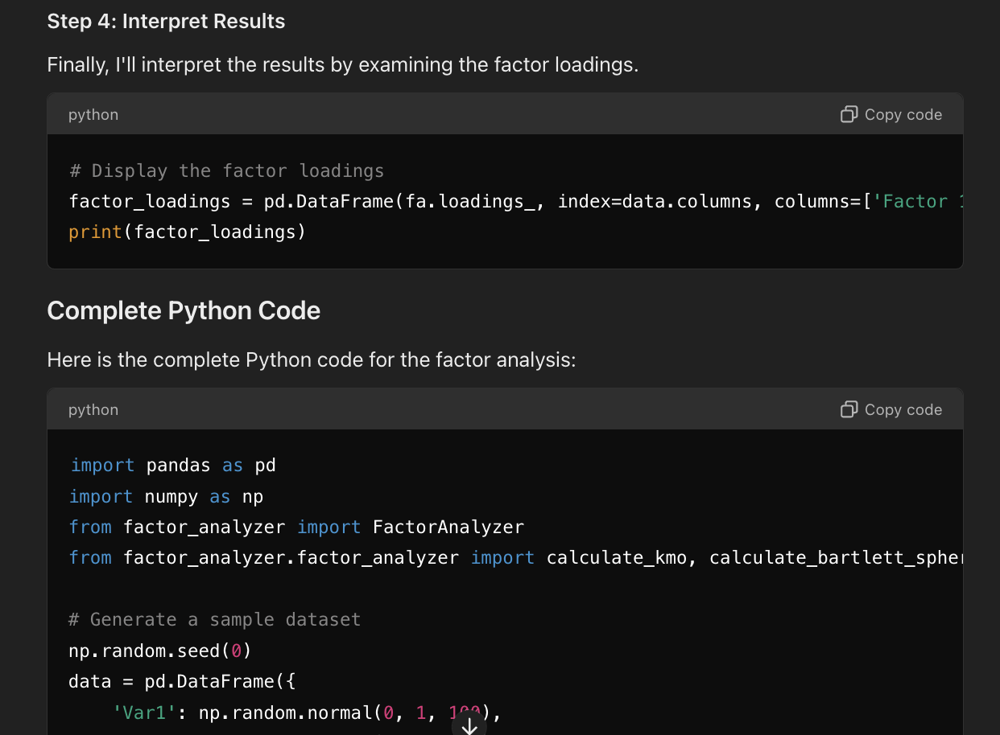 Step 4: Interpret Results
Finally, I'll interpret the results by examining the factor loadings.
python
Copy code
# Display the factor loadings
factor_loadings = pd.DataFrame(fa.loadings_, index=data.columns, columns=['Factor 1
print(factor_loadings)
Complete Python Code
Here is the complete Python code for the factor analysis:
python
Copy code
import pandas as pd
import numpy as np
from factor_analyzer import FactorAnalyzer
from factor_analyzer.factor_analyzer import calculate_kmo, calculate_bartlett_spher
# Generate a sample dataset
np.random.seed(0)
data = pd.DataFrame({
'Var1': np.random.normal(0, 1, 100),